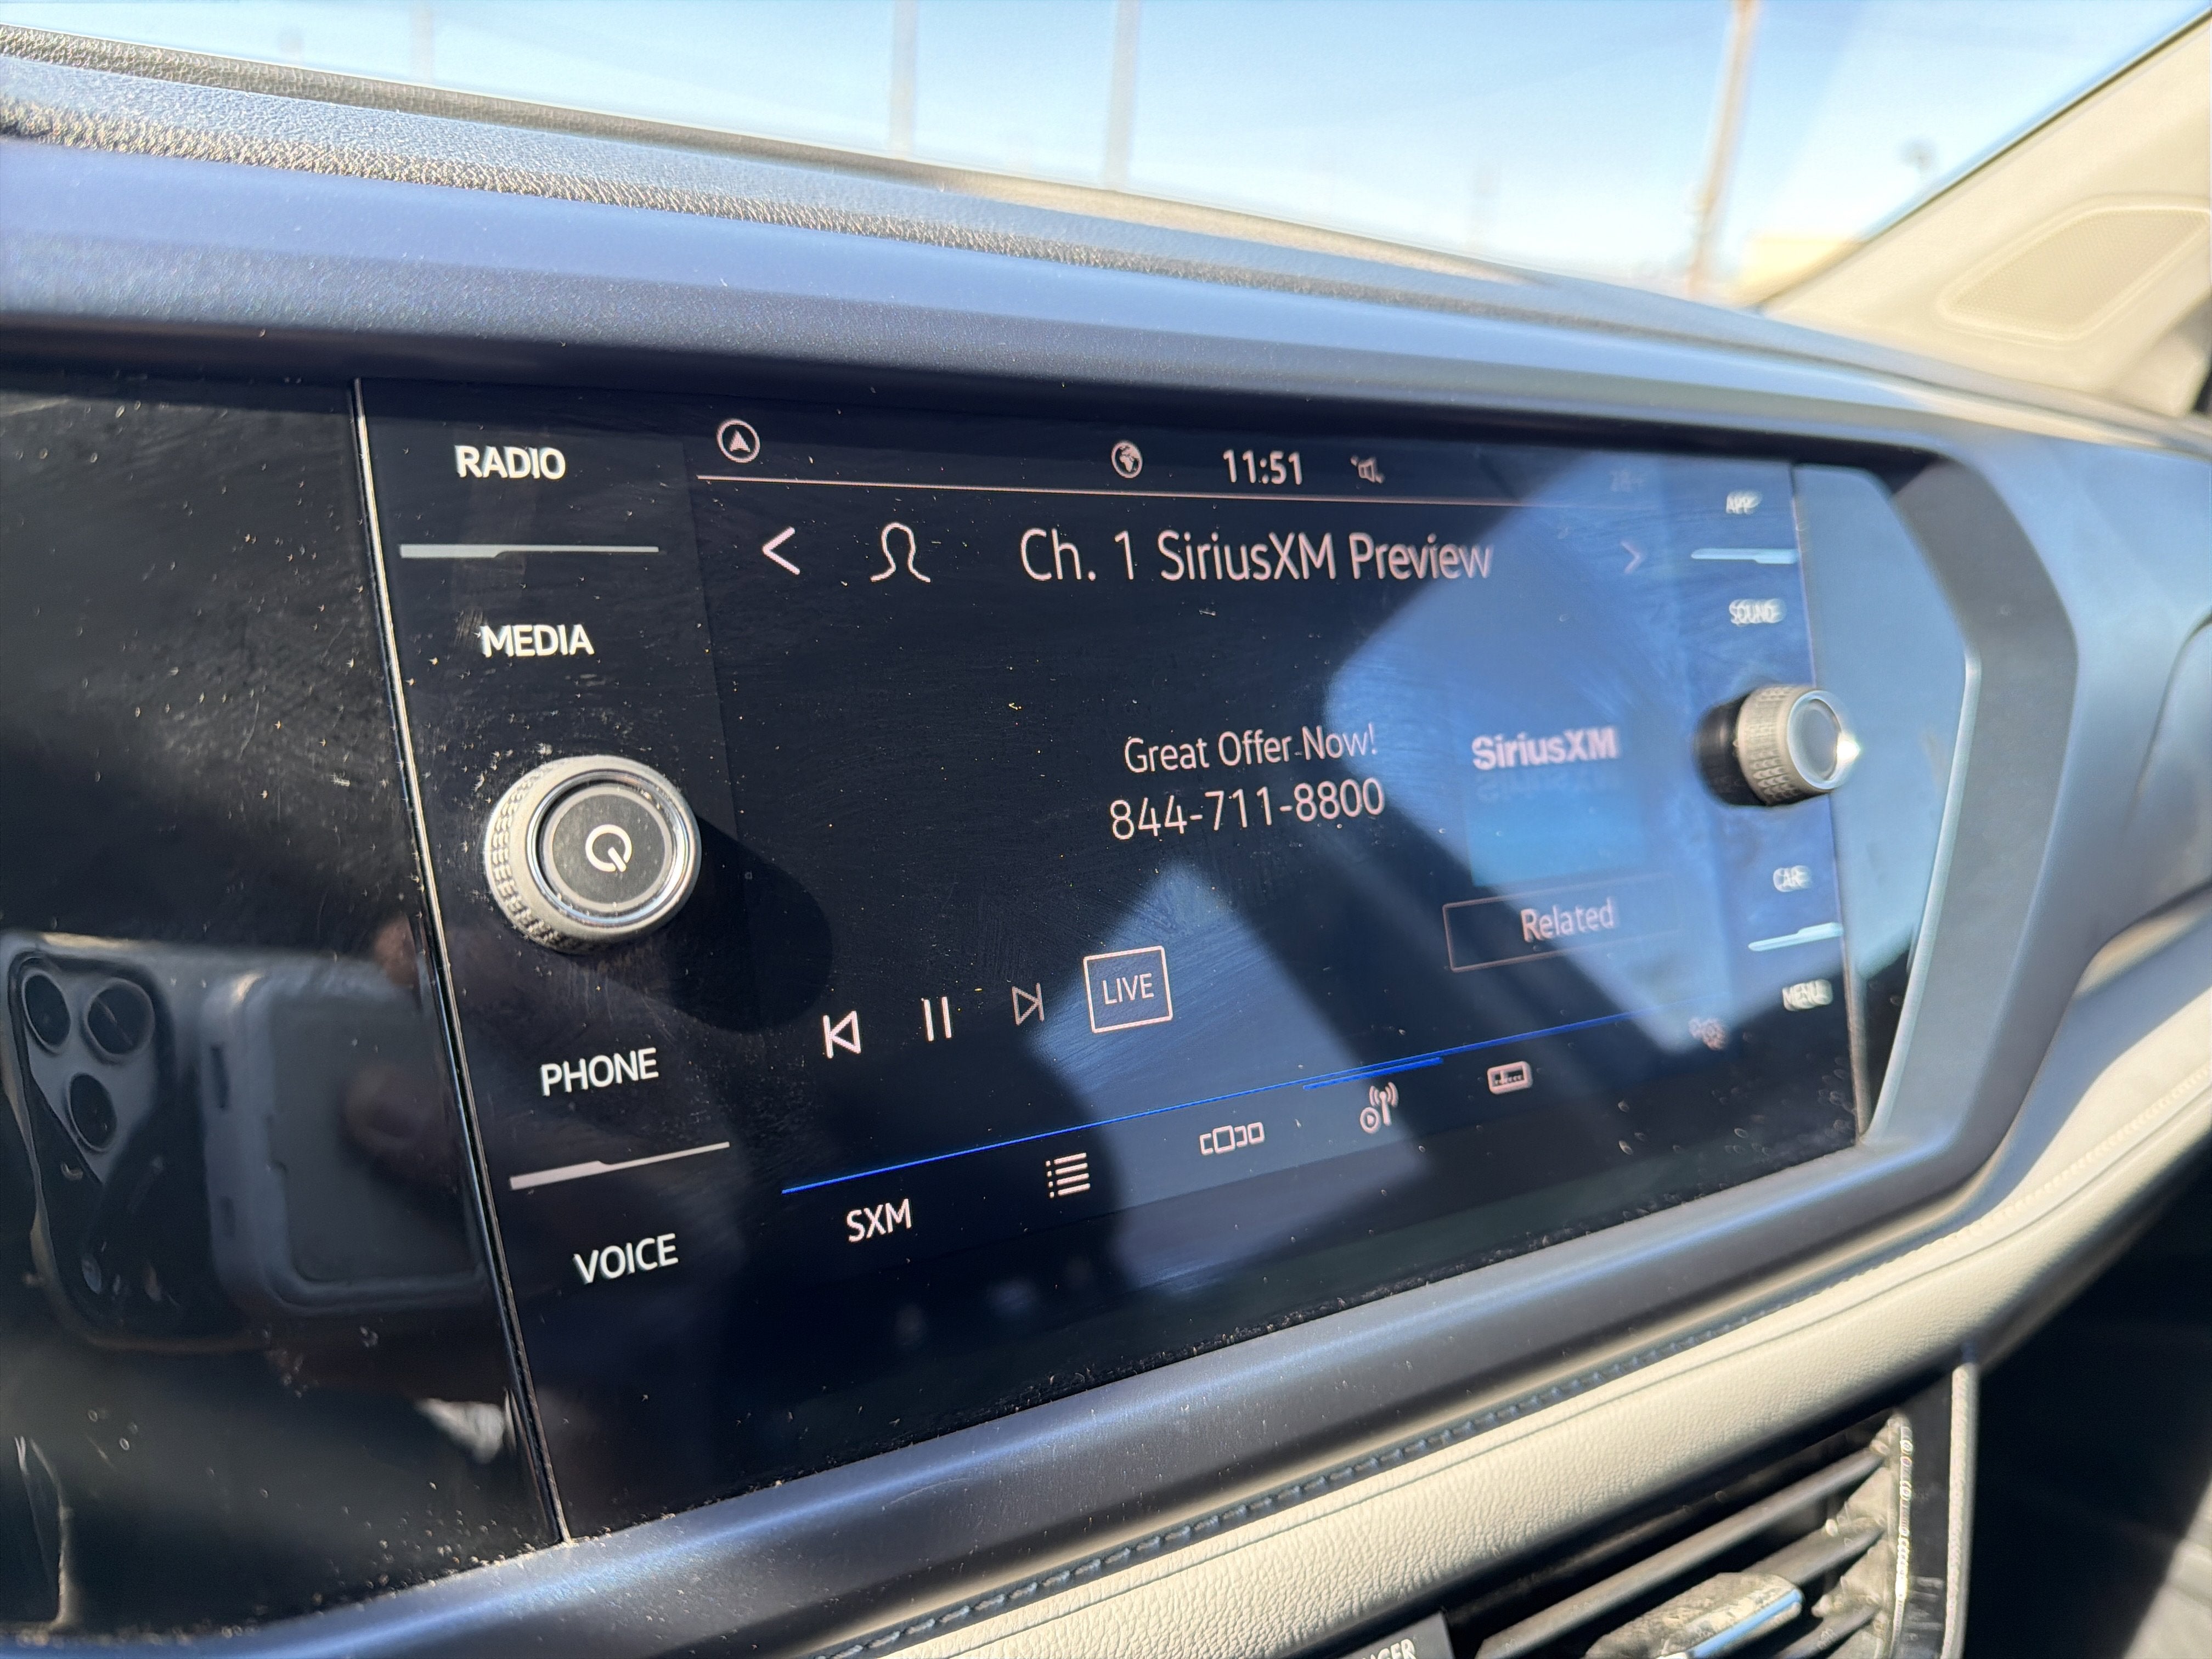 RADIO
MEDIA
PHONE
VOICE
11:51
Ch. 1 SiriusXM Preview
Great Offer Now!
844-711-8800
SiriusXM
Related
LIVE
SXM
APP
SOUND
CAR
MENU